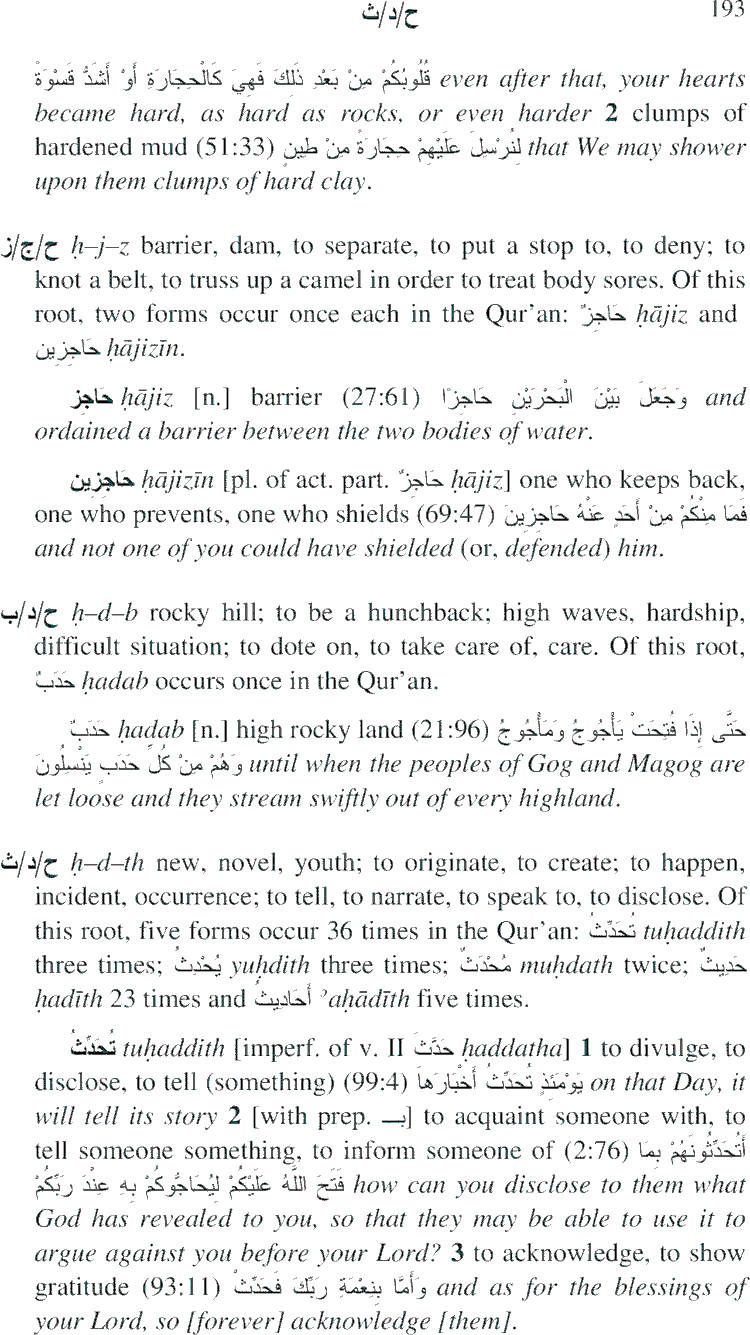 ح/د/ث 193
قُلُوبُكُمْ مِنْ بَعْدِ ذَلِكَ فَهِيَ كَالْحِجَارَةِ أَوْ أَشَدُّ قَسْوَةً even after that, your hearts
became hard, as hard as rocks, or even harder 2 clumps of
hardened mud (51:33) لِنُرْسِلَ عَلَيْهِمْ حِجَارَةً مِنْ طِينٍ that We may shower
upon them clumps of hard clay.
ح/ج/ز ḥ–j–z barrier, dam, to separate, to put a stop to, to deny; to
knot a belt, to truss up a camel in order to treat body sores. Of this
root, two forms occur once each in the Qur'an: حَاجِزٌ ḥājiz and
حَاجِزِين ḥājizīn.
حَاجِز ḥājiz [n.] barrier (27:61) وَجَعَلَ بَيْنَ الْبَحْرَيْنِ حَاجِزًا and
ordained a barrier between the two bodies of water.
حَاجِزِين ḥājizīn [pl. of act. part. حَاجِزٌ ḥājiz] one who keeps back,
one who prevents, one who shields (69:47) فَمَا مِنْكُمْ مِنْ أَحَدٍ عَنْهُ حَاجِزِينَ
and not one of you could have shielded (or, defended) him.
ح/د/ب ḥ–d–b rocky hill; to be a hunchback; high waves, hardship,
difficult situation; to dote on, to take care of, care. Of this root,
حَدَبٌ ḥadab occurs once in the Qur'an.
حَدَبٌ ḥadab [n.] high rocky land (21:96) حَتَّى إِذَا فُتِحَتْ يَأْجُوجُ وَمَأْجُوجُ
وَهُمْ مِنْ كُلِّ حَدَبٍ يَنْسِلُونَ until when the peoples of Gog and Magog are
let loose and they stream swiftly out of every highland.
ح/د/ث ḥ–d–th new, novel, youth; to originate, to create; to happen,
incident, occurrence; to tell, to narrate, to speak to, to disclose. Of
this root, five forms occur 36 times in the Qur'an: تُحَدِّثُ tuḥaddith
three times; يُحْدِثُ yuḥdith three times; مُحْدَثٌ muḥdath twice; حَدِيثٌ
ḥadīth 23 times and أَحَادِيثُ ʾaḥādīth five times.
تُحَدِّثُ tuḥaddith [imperf. of v. II حَدَّثَ ḥaddatha] 1 to divulge, to
disclose, to tell (something) (99:4) يَوْمَئِذٍ تُحَدِّثُ أَخْبَارَهَا on that Day, it
will tell its story 2 [with prep. بـ] to acquaint someone with, to
tell someone something, to inform someone of (2:76) أَتُحَدِّثُونَهُمْ بِمَا
فَتَحَ اللَّهُ عَلَيْكُمْ لِيُحَاجُّوكُمْ بِهِ عِنْدَ رَبِّكُمْ how can you disclose to them what
God has revealed to you, so that they may be able to use it to
argue against you before your Lord? 3 to acknowledge, to show
gratitude (93:11) وَأَمَّا بِنِعْمَةِ رَبِّكَ فَحَدِّثْ and as for the blessings of
your Lord, so [forever] acknowledge [them].